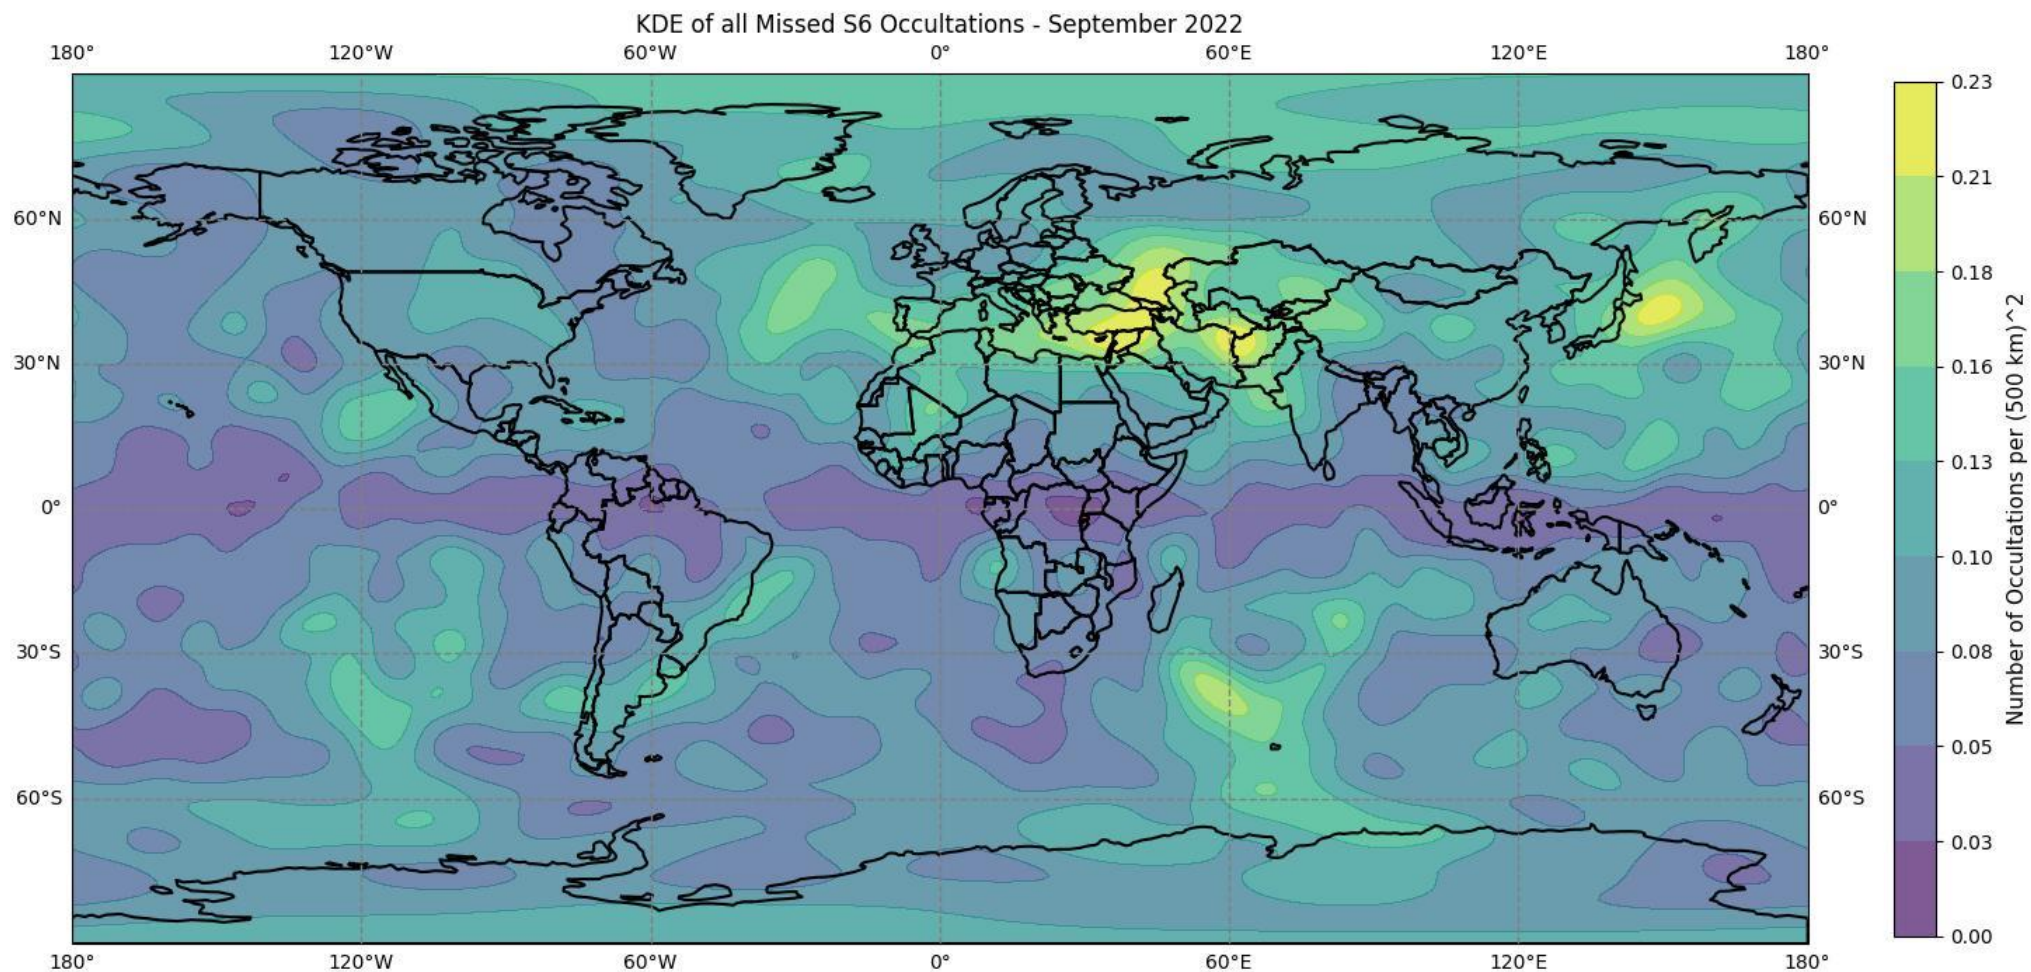 KDE of all Missed S6 Occultations - September 2022
180° 120°W 60°W 0° 60°E 120°E 180°
60°N 60°N
30°N 30°N
0° 0°
30°S 30°S
60°S 60°S
180° 120°W 60°W 0° 60°E 120°E 180°
0.23
0.21
0.18
0.16
0.13
0.10
0.08
0.05
0.03
0.00
Number of Occultations per (500 km)^2